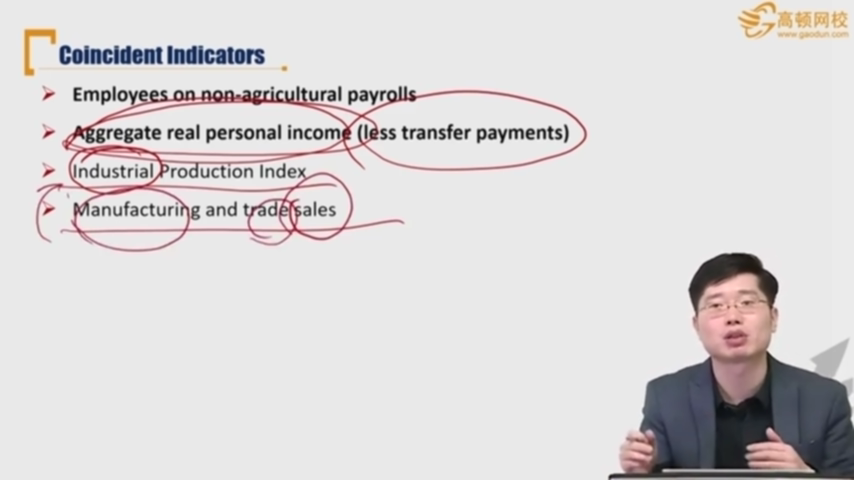 高顿网校
www.gaodun.com
Coincident Indicators
Employees on non-agricultural payrolls
Aggregate real personal income (less transfer payments)
Industrial Production Index
Manufacturing and trade sales